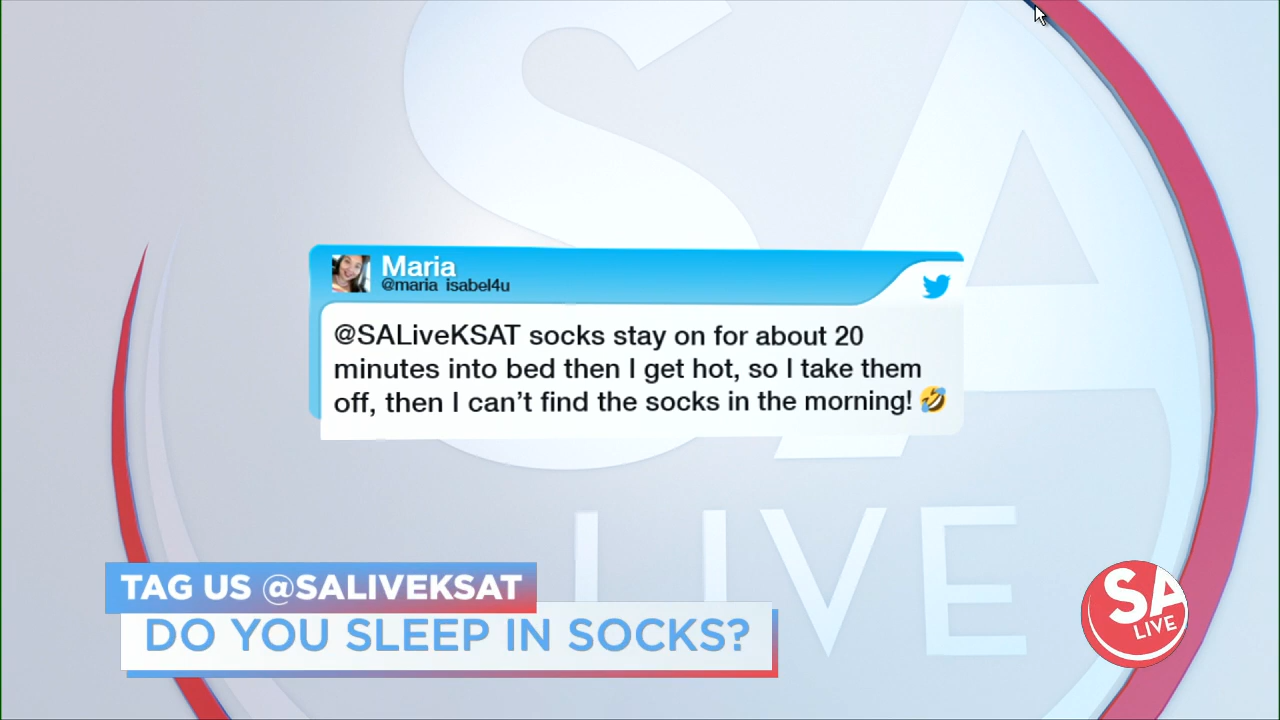 SA
LIVE
Maria
@maria isabel4u
@SALiveKSAT socks stay on for about 20
minutes into bed then I get hot, so I take them
off, then I can’t find the socks in the morning! 🤣
TAG US @SALIVEKSAT
DO YOU SLEEP IN SOCKS?
SA
LIVE